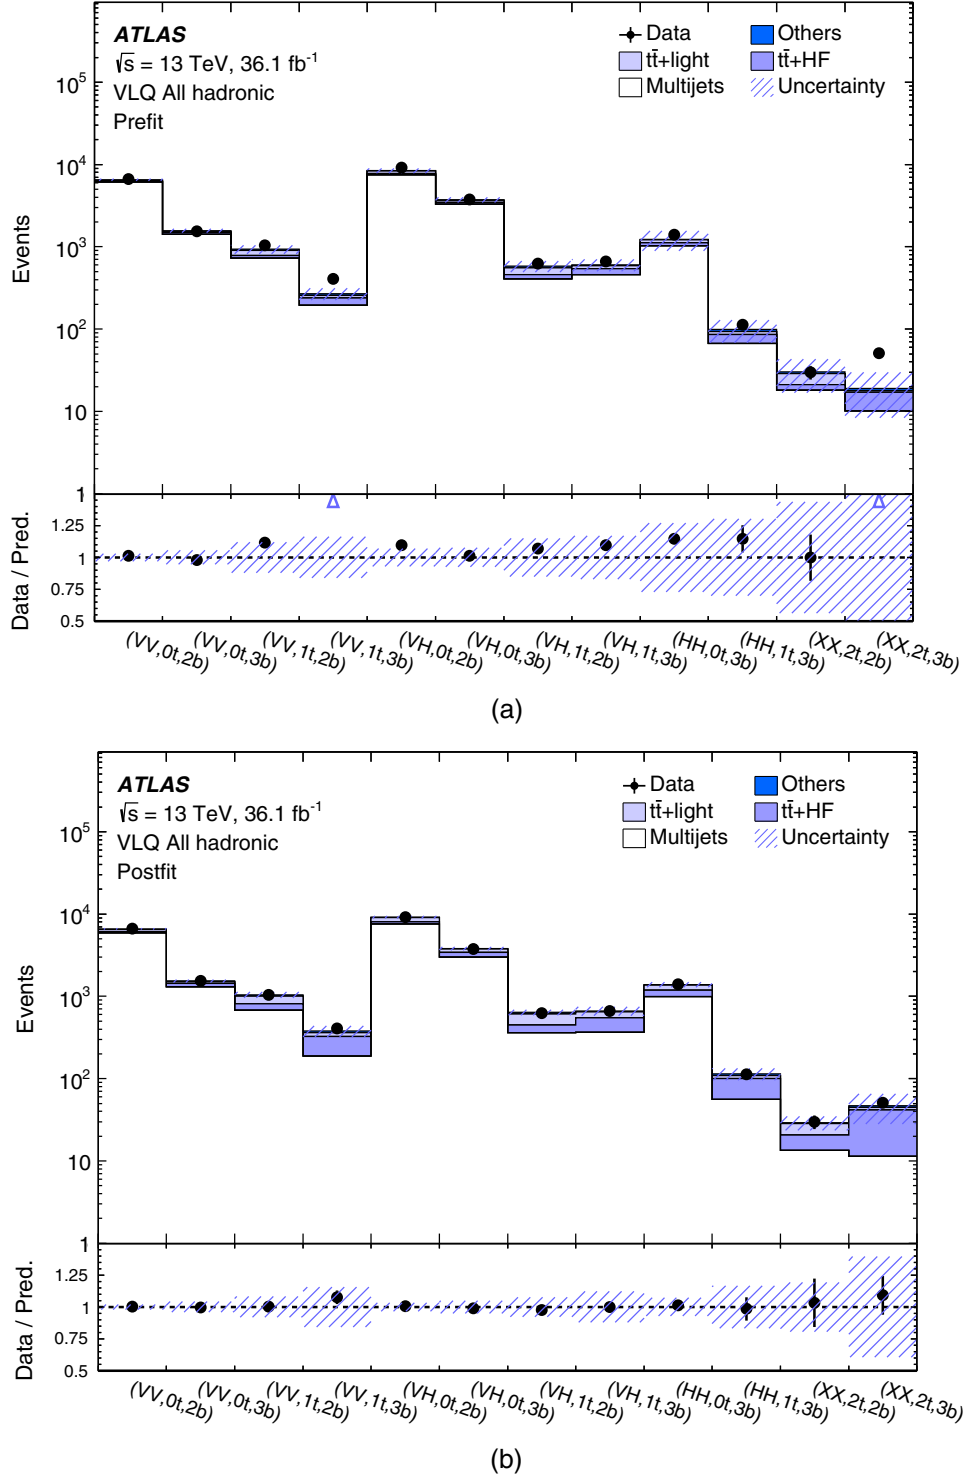 ATLAS
√s = 13 TeV, 36.1 fb⁻¹
VLQ All hadronic
Prefit
Data
Others
tt̄+light
tt̄+HF
Multijets
Uncertainty
Events
10⁵
10⁴
10³
10²
10
1
Data / Pred.
1.25
1
0.75
0.5
(VV,0t,2b)
(VV,0t,3b)
(VV,1t,2b)
(VV,1t,3b)
(VH,0t,2b)
(VH,0t,3b)
(VH,1t,2b)
(VH,1t,3b)
(HH,0t,3b)
(HH,1t,3b)
(XX,2t,2b)
(XX,2t,3b)
(a)
ATLAS
√s = 13 TeV, 36.1 fb⁻¹
VLQ All hadronic
Postfit
Data
Others
tt̄+light
tt̄+HF
Multijets
Uncertainty
Events
10⁵
10⁴
10³
10²
10
1
Data / Pred.
1.25
1
0.75
0.5
(VV,0t,2b)
(VV,0t,3b)
(VV,1t,2b)
(VV,1t,3b)
(VH,0t,2b)
(VH,0t,3b)
(VH,1t,2b)
(VH,1t,3b)
(HH,0t,3b)
(HH,1t,3b)
(XX,2t,2b)
(XX,2t,3b)
(b)